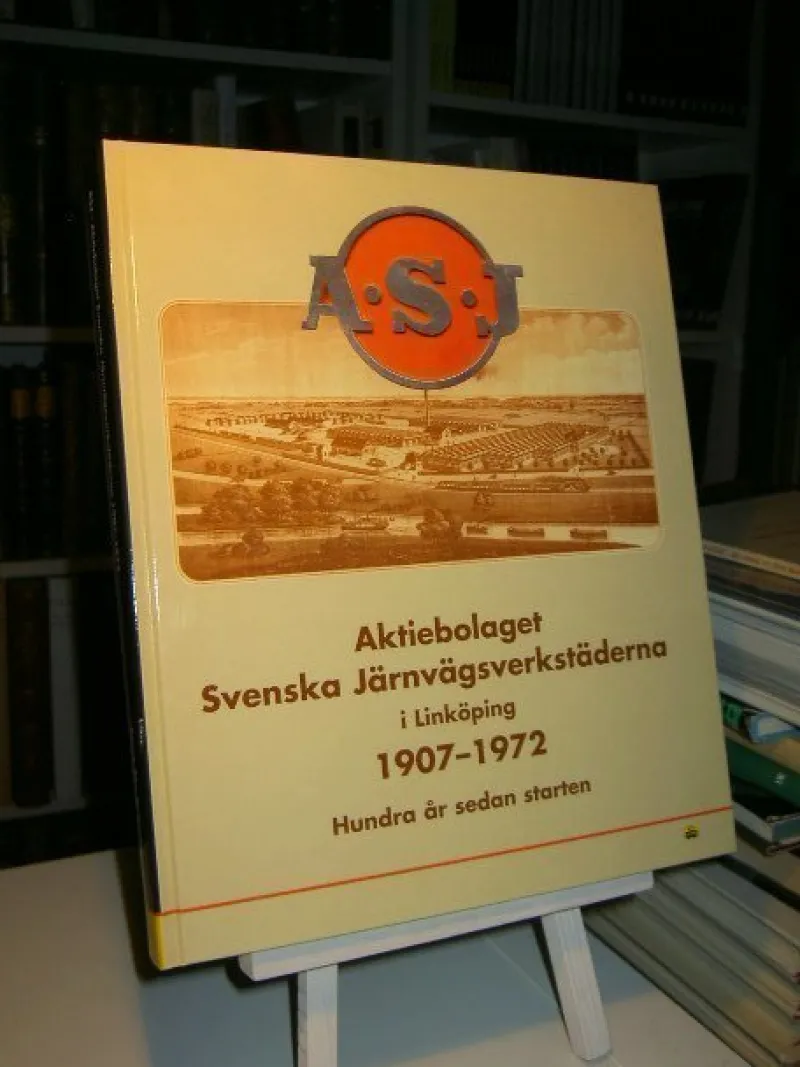 A·S·J
Aktiebolaget
Svenska Järnvägsverkstäderna
i Linköping
1907–1972
Hundra år sedan starten